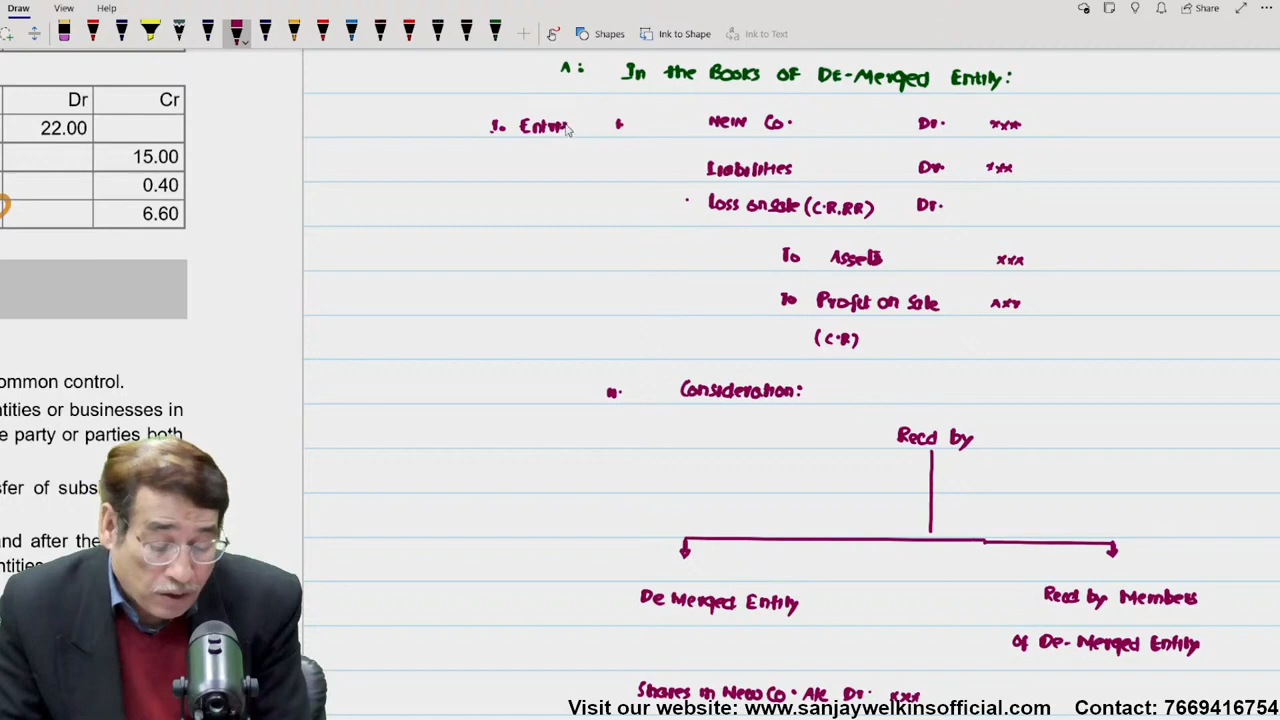 Draw View Help
Share
Shapes Ink to Shape Ink to Text
Dr Cr
22.00
15.00
0.40
6.60
ommon control.
ntities or businesses in
e party or parties both
sfer of subs
and after the
ntities.
A: In the Books of DE-Merged Entity:
New Co. Dr. xxx
Liabilities Dr. xxx
Loss on sale (C.R, RR) Dr.
To Assets xxx
To Profit on Sale xxx
(C.R)
Consideration:
Recd by
De Merged Entity
Recd by Members
of De-Merged Entity
Shares in New Co. A/c Dr. xxx
Visit our website: www.sanjaywelkinsofficial.com Contact: 7669416754